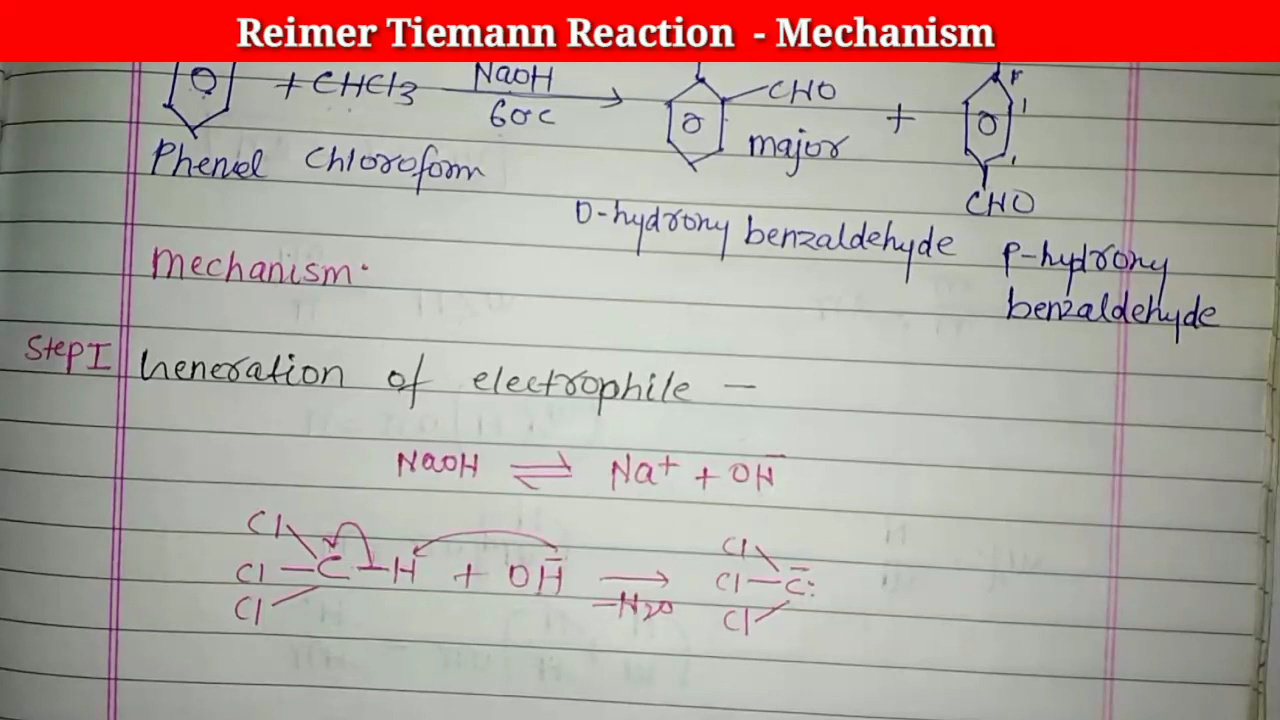 Reimer Tiemann Reaction - Mechanism
+ CHCl3 NaOH 60°C CHO major + CHO
Phenol Chloroform
O-hydroxy benzaldehyde P-hydroxy benzaldehyde
Mechanism.
Step I Generation of electrophile —
NaOH ⇌ Na+ + OH-
Cl
Cl — C — H + OH- → Cl — C:-
Cl
-H2O
Cl
Cl